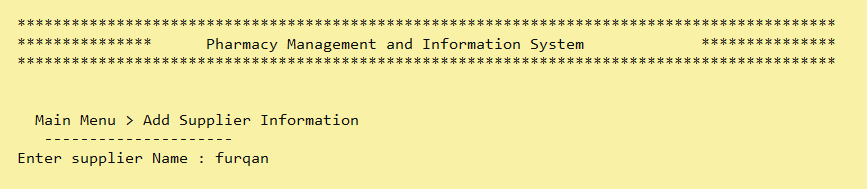 *******************************************************************************************
***************      Pharmacy Management and Information System             ***************
*******************************************************************************************
Main Menu > Add Supplier Information
---------------------
Enter supplier Name : furqan